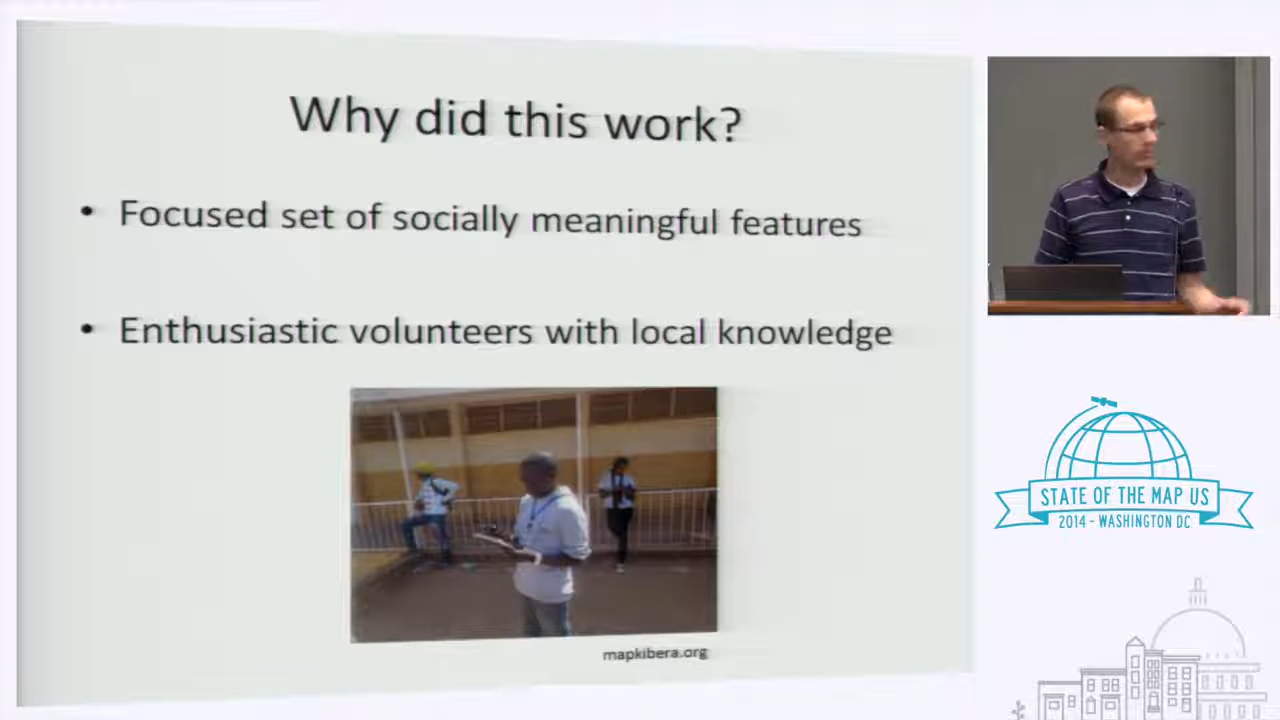 Why did this work?
• Focused set of socially meaningful features
• Enthusiastic volunteers with local knowledge
mapkibera.org
STATE OF THE MAP US
2014 - WASHINGTON DC